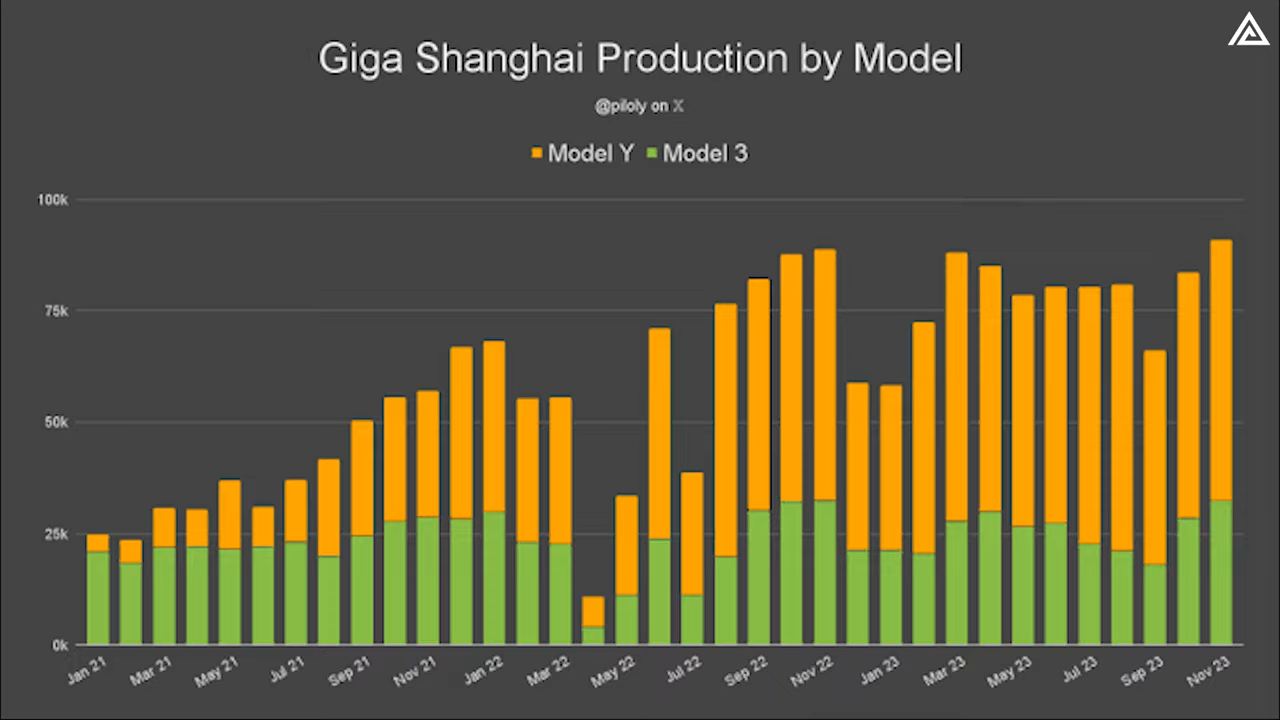 Giga Shanghai Production by Model
@piloly on X
Model Y Model 3
100k
75k
50k
25k
0k
Jan 21 Mar 21 May 21 Jul 21 Sep 21 Nov 21 Jan 22 Mar 22 May 22 Jul 22 Sep 22 Nov 22 Jan 23 Mar 23 May 23 Jul 23 Sep 23 Nov 23